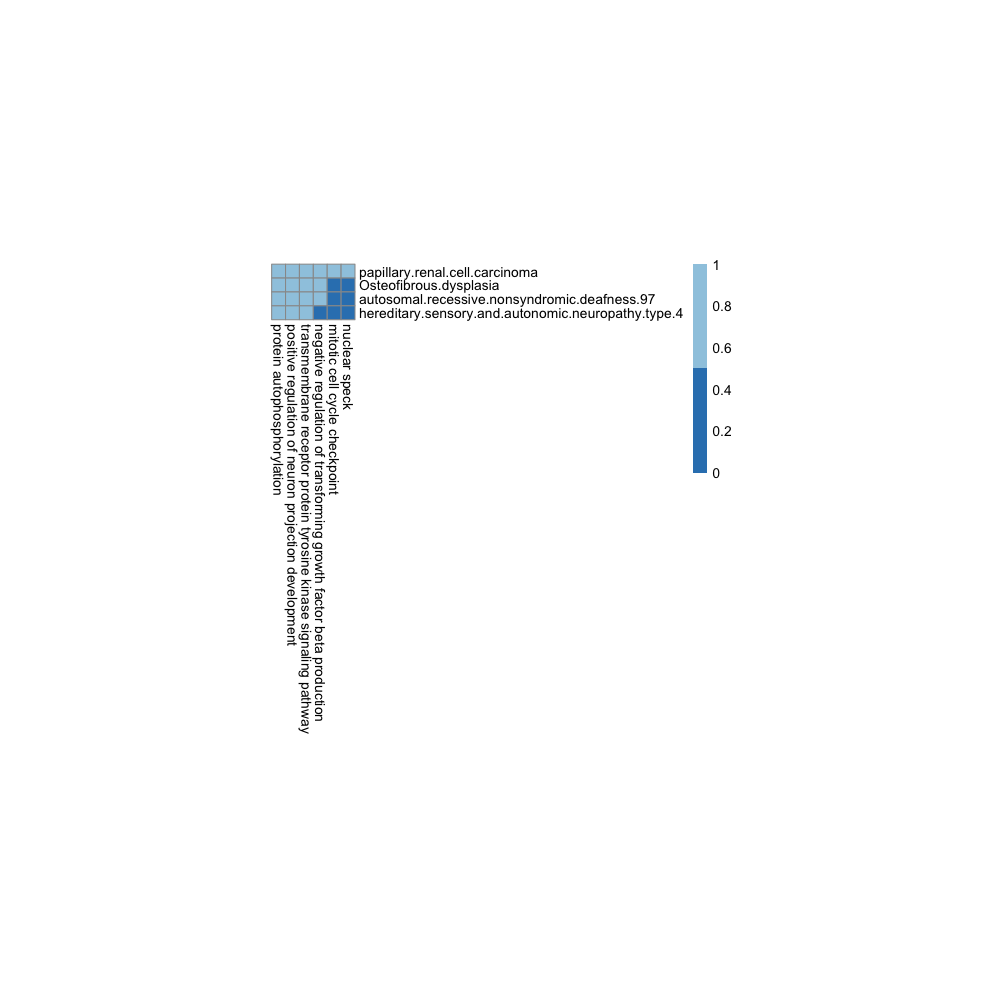 papillary.renal.cell.carcinoma
Osteofibrous.dysplasia
autosomal.recessive.nonsyndromic.deafness.97
hereditary.sensory.and.autonomic.neuropathy.type.4
1
0.8
0.6
0.4
0.2
0
protein autophosphorylation
positive regulation of neuron projection development
transmembrane receptor protein tyrosine kinase signaling pathway
negative regulation of transforming growth factor beta production
mitotic cell cycle checkpoint
nuclear speck